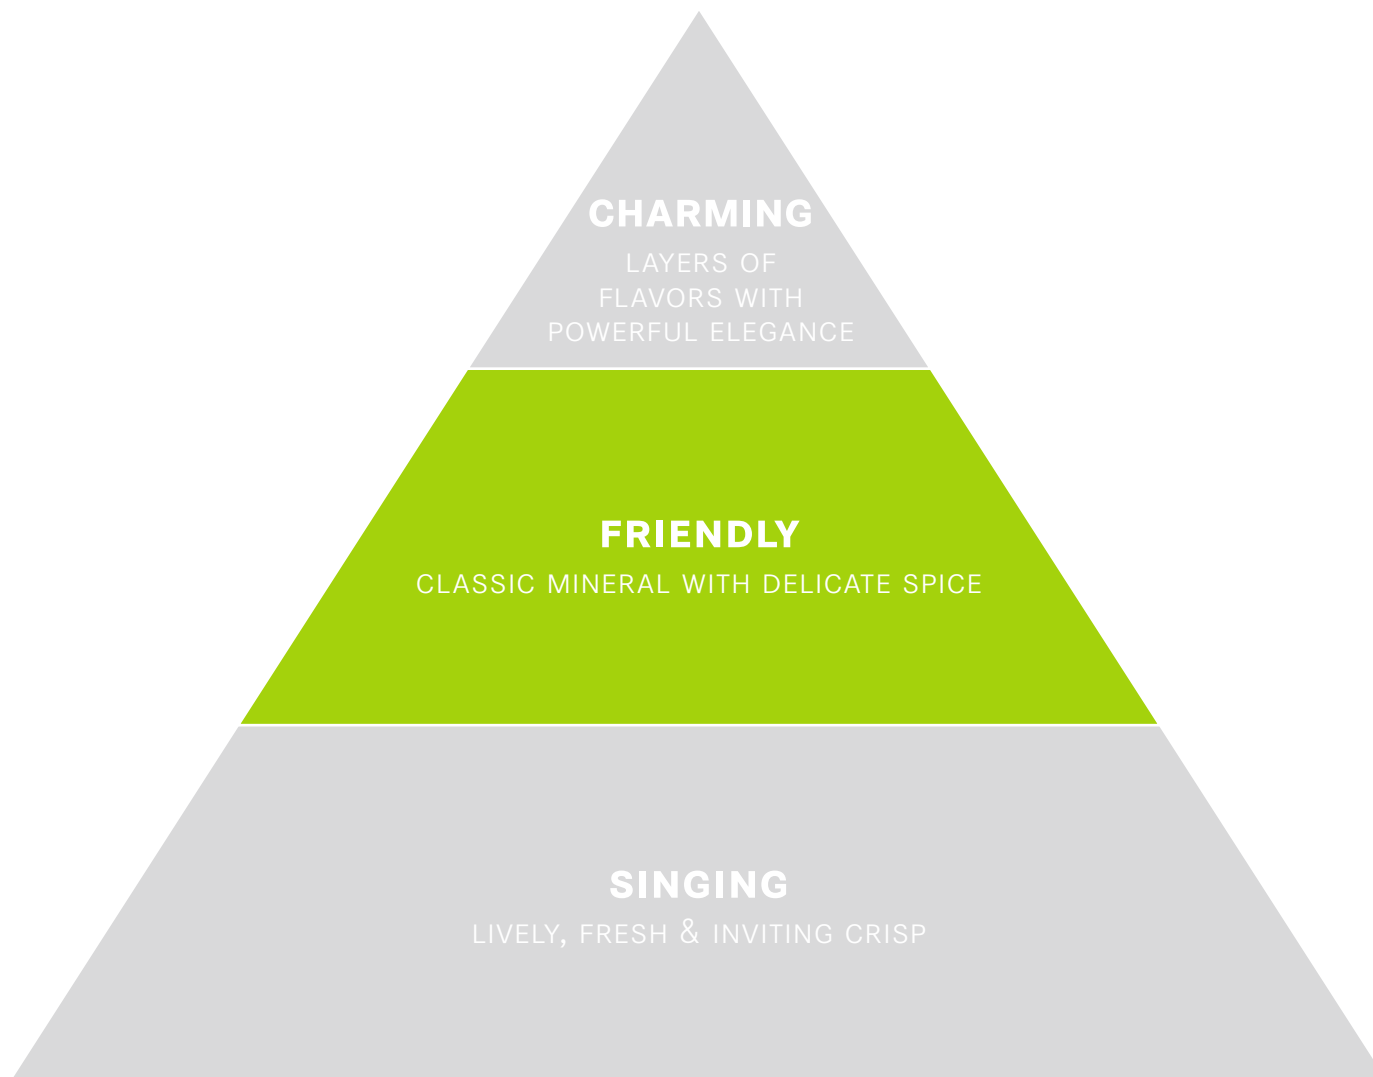 CHARMING
LAYERS OF
FLAVORS WITH
POWERFUL ELEGANCE
FRIENDLY
CLASSIC MINERAL WITH DELICATE SPICE
SINGING
LIVELY, FRESH & INVITING CRISP